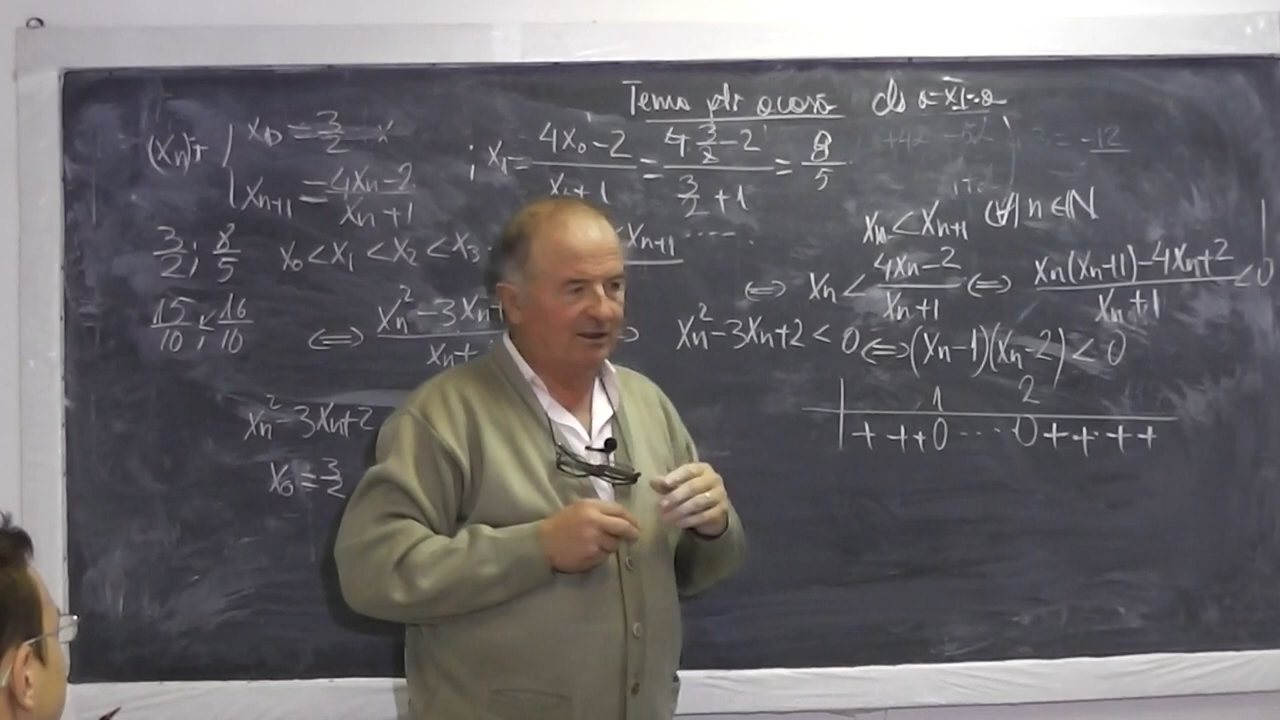 Tema ptr acasă
(xₙ): | x₀ = 3/2
| xₙ₊₁ = (4xₙ-2)/(xₙ+1) ; x₁ = (4x₀-2)/(x₀+1) = (4·3/2-2)/(3/2+1) = 8/5
= -12
xₙ < xₙ₊₁ (∀) n ∈ ℕ
3/2 ; 8/5 x₀ < x₁ < x₂ < x₃ < xₙ₊₁ .....
⟺ xₙ < (4xₙ-2)/(xₙ+1) ⟺ (xₙ(xₙ+1)-4xₙ+2)/(xₙ+1) < 0
15/10 < 16/10 ⟺ xₙ²-3xₙ+ xₙ²-3xₙ+2 < 0 ⟺ (xₙ-1)(xₙ-2) < 0
1 2
+ + + 0 - - - - 0 + + + +
xₙ²-3xₙ+2
x₀ = 3/2